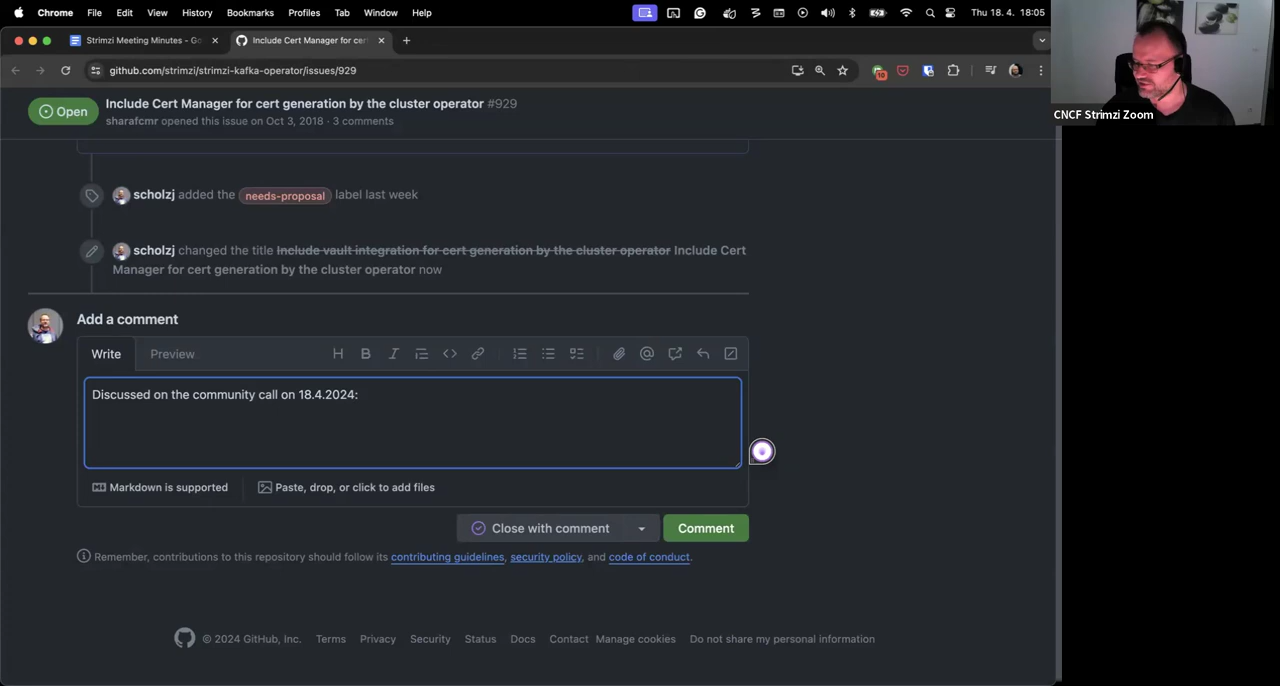 Chrome File Edit View History Bookmarks Profiles Tab Window Help Thu 18. 4. 18:05
Strimzi Meeting Minutes - Go
Include Cert Manager for cer
github.com/strimzi/strimzi-kafka-operator/issues/929
10
CNCF Strimzi Zoom
Open
Include Cert Manager for cert generation by the cluster operator #929
sharafcmr opened this issue on Oct 3, 2018 · 3 comments
scholzj added the needs-proposal label last week
scholzj changed the title Include vault integration for cert generation by the cluster operator Include Cert
Manager for cert generation by the cluster operator now
Add a comment
Write Preview
Discussed on the community call on 18.4.2024:
Markdown is supported Paste, drop, or click to add files
Close with comment Comment
Remember, contributions to this repository should follow its contributing guidelines, security policy, and code of conduct.
© 2024 GitHub, Inc. Terms Privacy Security Status Docs Contact Manage cookies Do not share my personal information